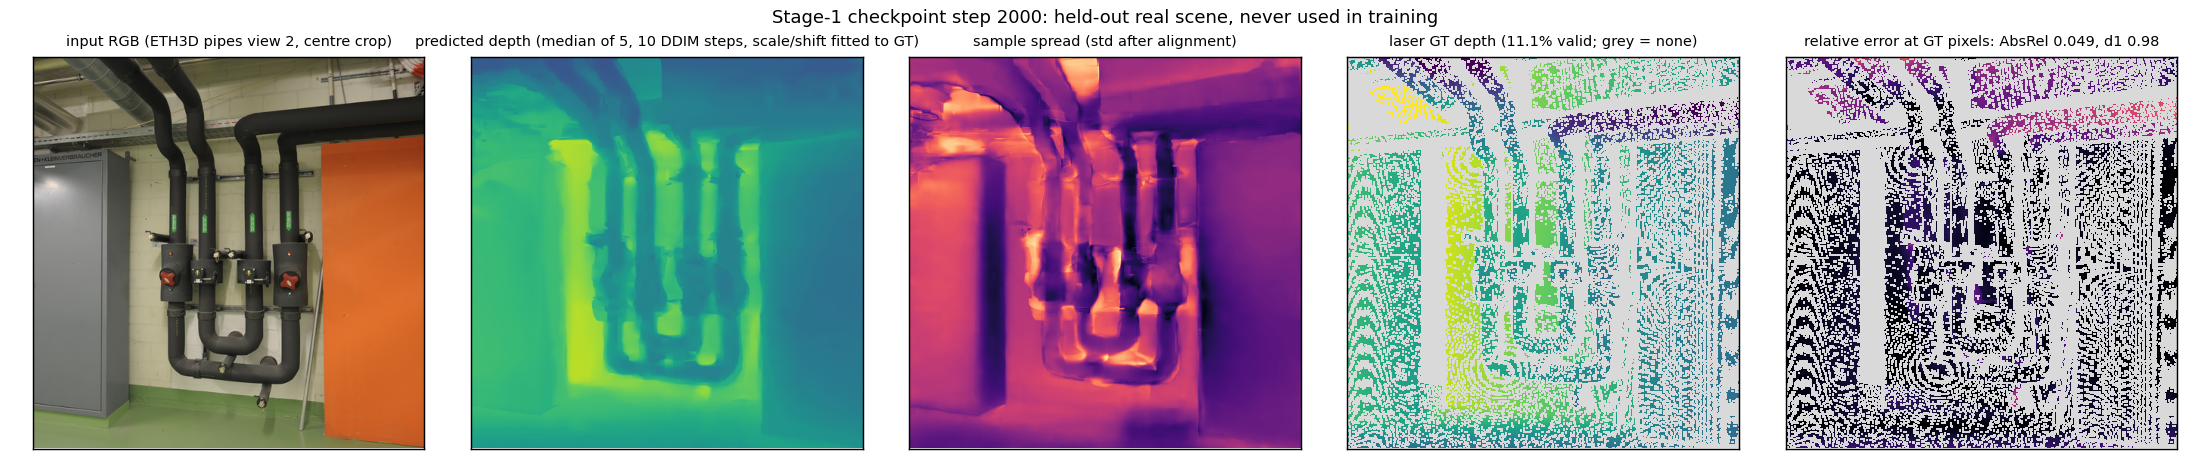 Stage-1 checkpoint step 2000: held-out real scene, never used in training
input RGB (ETH3D pipes view 2, centre crop)
predicted depth (median of 5, 10 DDIM steps, scale/shift fitted to GT)
sample spread (std after alignment)
laser GT depth (11.1% valid; grey = none)
relative error at GT pixels: AbsRel 0.049, d1 0.98
EN+KLEINVERBRAUCHER